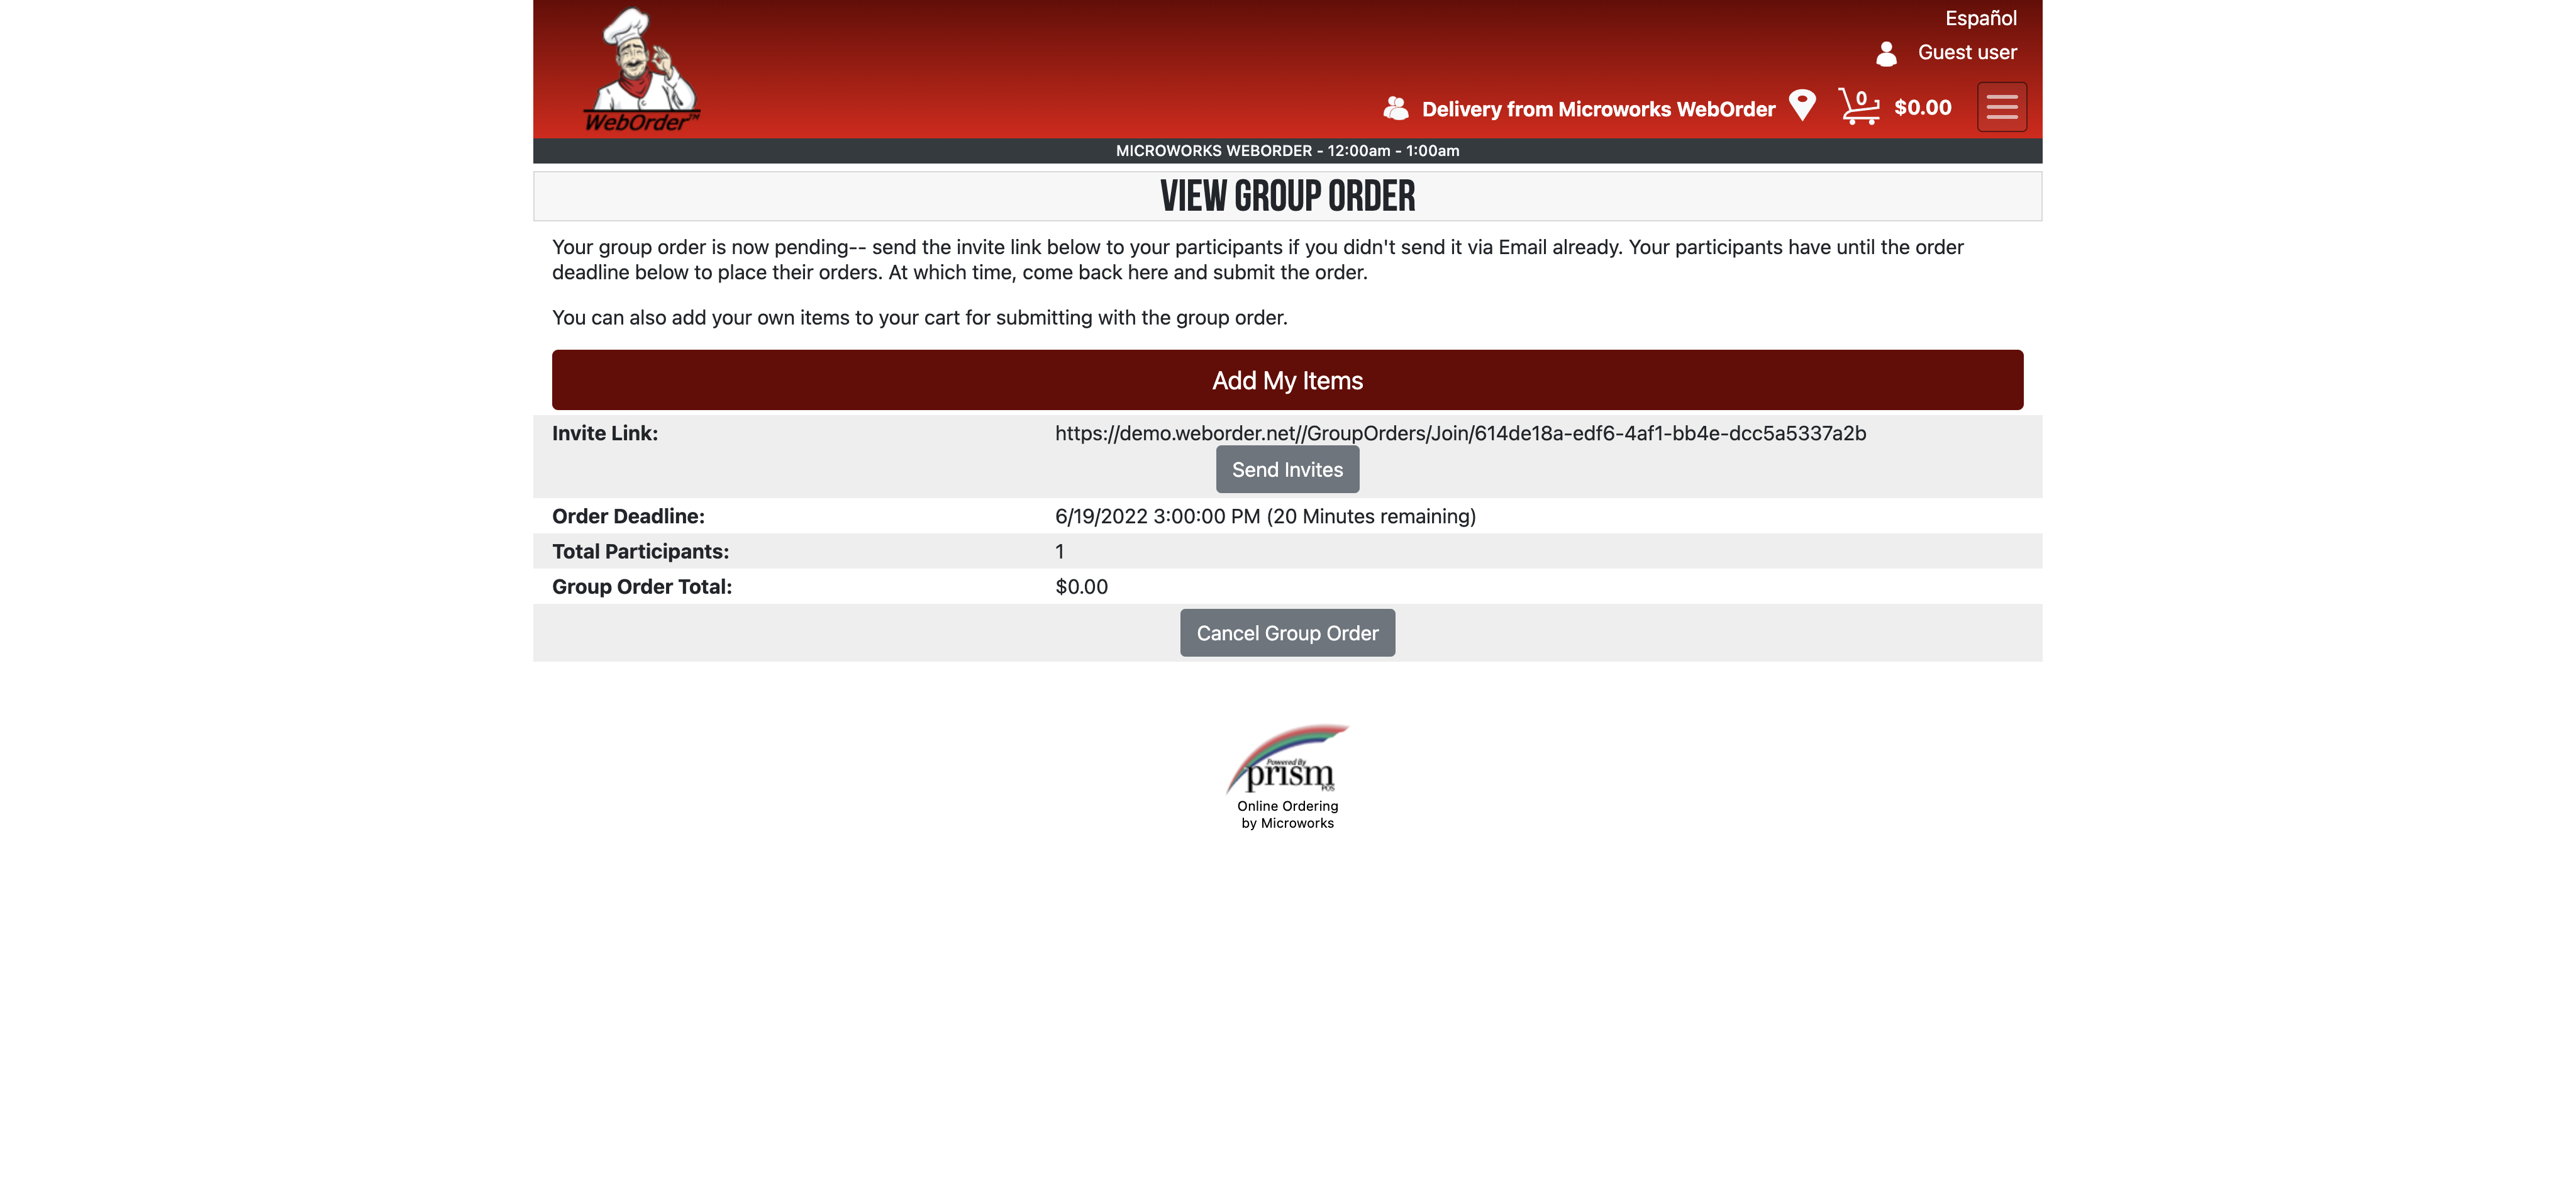 Español
Guest user
WebOrder™
Delivery from Microworks WebOrder 0 $0.00
MICROWORKS WEBORDER - 12:00am - 1:00am
VIEW GROUP ORDER
Your group order is now pending-- send the invite link below to your participants if you didn't send it via Email already. Your participants have until the order
deadline below to place their orders. At which time, come back here and submit the order.
You can also add your own items to your cart for submitting with the group order.
Add My Items
Invite Link: https://demo.weborder.net//GroupOrders/Join/614de18a-edf6-4af1-bb4e-dcc5a5337a2b
Send Invites
Order Deadline: 6/19/2022 3:00:00 PM (20 Minutes remaining)
Total Participants: 1
Group Order Total: $0.00
Cancel Group Order
Powered By
prism
POS
Online Ordering
by Microworks